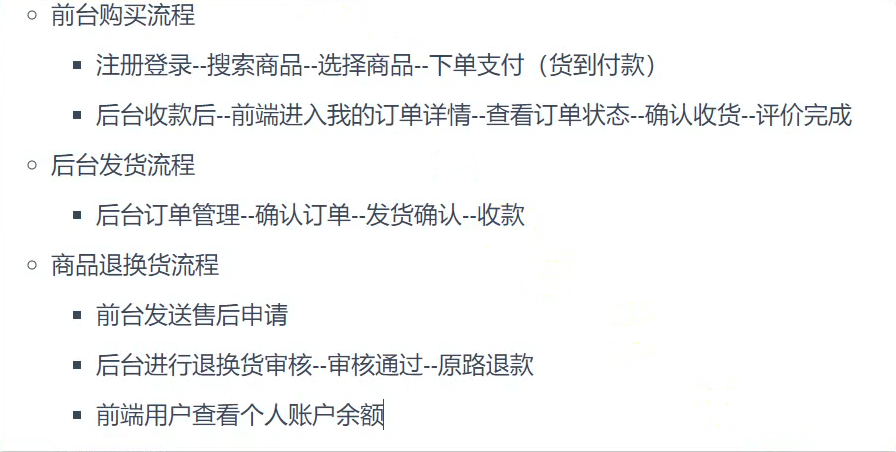 前台购买流程
注册登录--搜索商品--选择商品--下单支付（货到付款）
后台收款后--前端进入我的订单详情--查看订单状态--确认收货--评价完成
后台发货流程
后台订单管理--确认订单--发货确认--收款
商品退换货流程
前台发送售后申请
后台进行退换货审核--审核通过--原路退款
前端用户查看个人账户余额